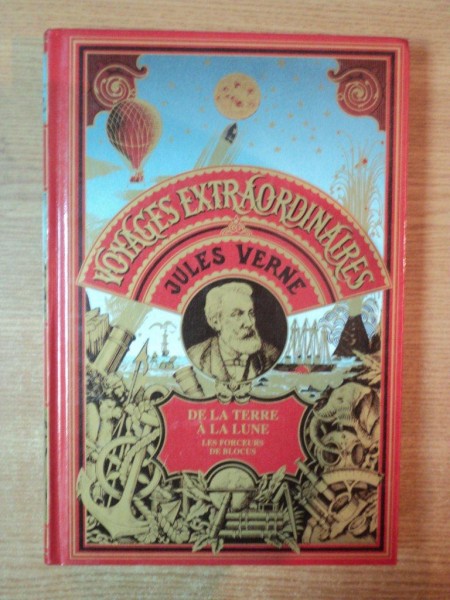 VOYAGES EXTRAORDINAIRES
JULES VERNE
DE LA TERRE
A LA LUNE
LES FORCEURS
DE BLOCUS